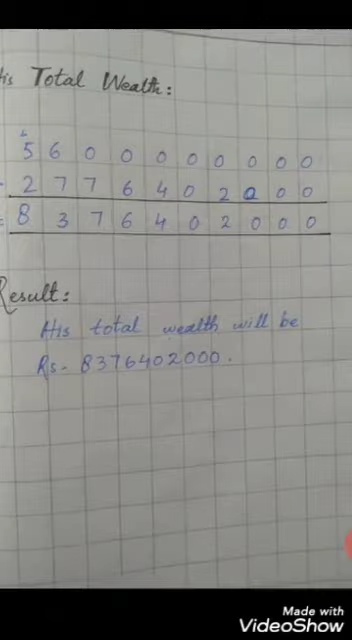 His Total Wealth:
5 6 0 0 0 0 0 0 0 0
2 7 7 6 4 0 2 0 0 0
= 8 3 7 6 4 0 2 0 0 0
Result:
His total wealth will be
Rs. 8376402000.
Made with
VideoShow